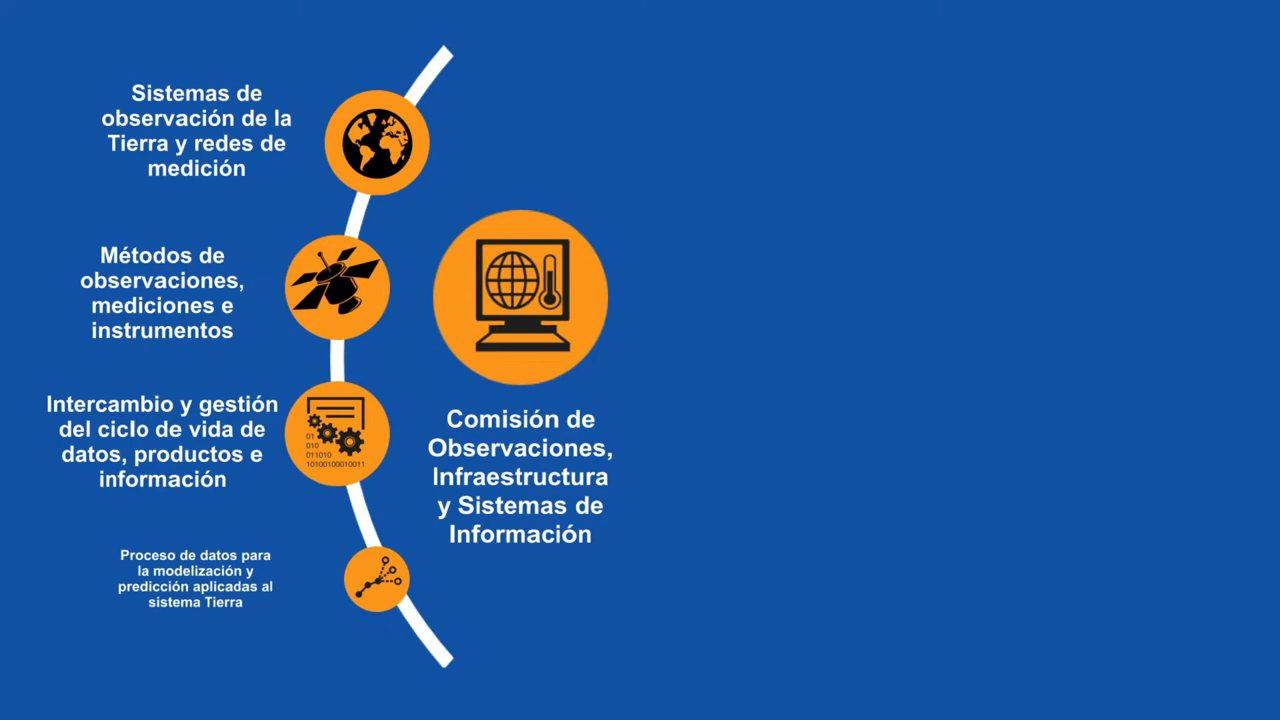 Sistemas de
observación de la
Tierra y redes de
medición
Métodos de
observaciones,
mediciones e
instrumentos
Intercambio y gestión
del ciclo de vida de
datos, productos e
información
01
010
011010
10100100010011
Proceso de datos para
la modelización y
predicción aplicadas al
sistema Tierra
Comisión de
Observaciones,
Infraestructura
y Sistemas de
Información